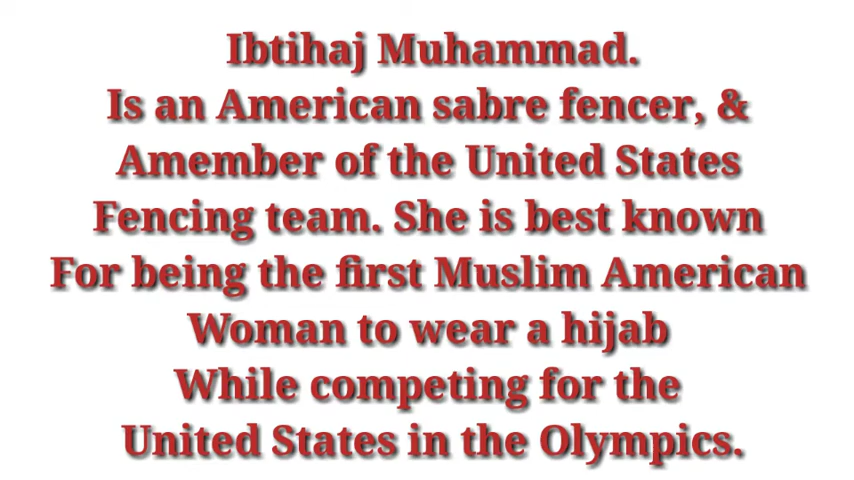 Ibtihaj Muhammad.
Is an American sabre fencer, &
Amember of the United States
Fencing team. She is best known
For being the first Muslim American
Woman to wear a hijab
While competing for the
United States in the Olympics.